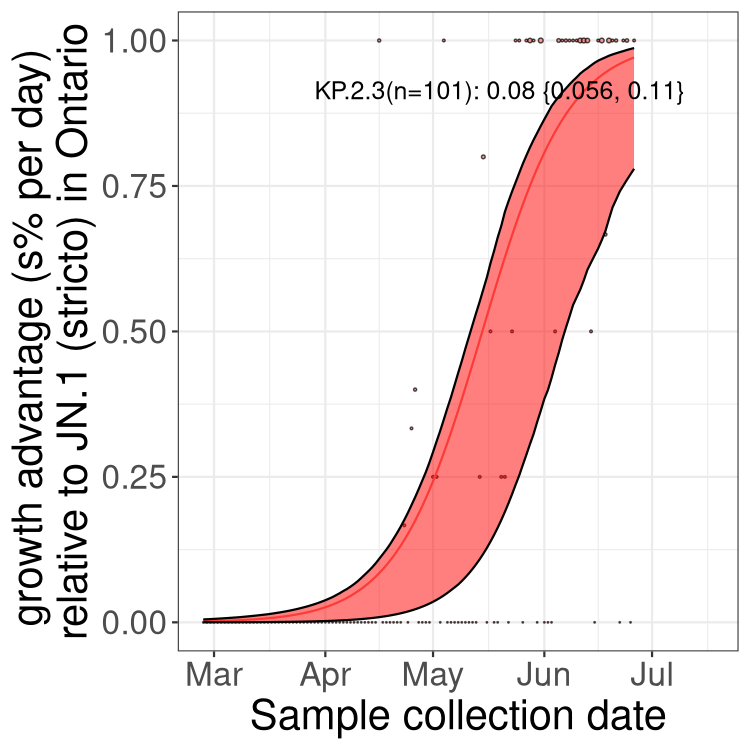 growth advantage (s% per day)
relative to JN.1 (stricto) in Ontario
1.00
0.75
0.50
0.25
0.00
KP.2.3(n=101): 0.08 {0.056, 0.11}
Mar Apr May Jun Jul
Sample collection date